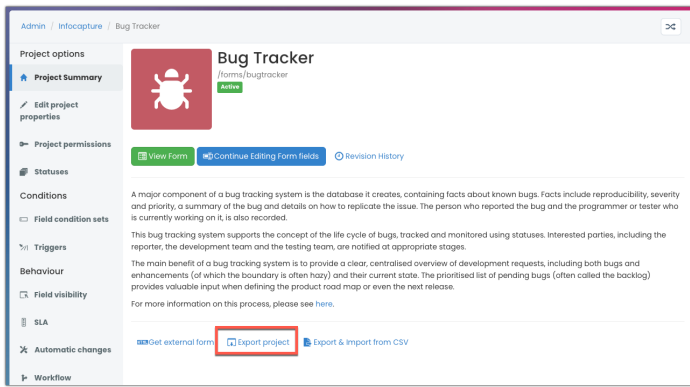 Admin / Infocapture / Bug Tracker
Project options
Project Summary
Edit project
properties
Project permissions
Statuses
Conditions
Field condition sets
Triggers
Behaviour
Field visibility
SLA
Automatic changes
Workflow
Bug Tracker
/forms/bugtracker
Active
View Form
Continue Editing Form fields
Revision History
A major component of a bug tracking system is the database it creates, containing facts about known bugs. Facts include reproducibility, severity
and priority, a summary of the bug and details on how to replicate the issue. The person who reported the bug and the programmer or tester who
is currently working on it, is also recorded.
This bug tracking system supports the concept of the life cycle of bugs, tracked and monitored using statuses. Interested parties, including the
reporter, the development team and the testing team, are notified at appropriate stages.
The main benefit of a bug tracking system is to provide a clear, centralised overview of development requests, including both bugs and
enhancements (of which the boundary is often hazy) and their current state. The prioritised list of pending bugs (often called the backlog)
provides valuable input when defining the product road map or even the next release.
For more information on this process, please see here.
Get external form
Export project
Export & Import from CSV